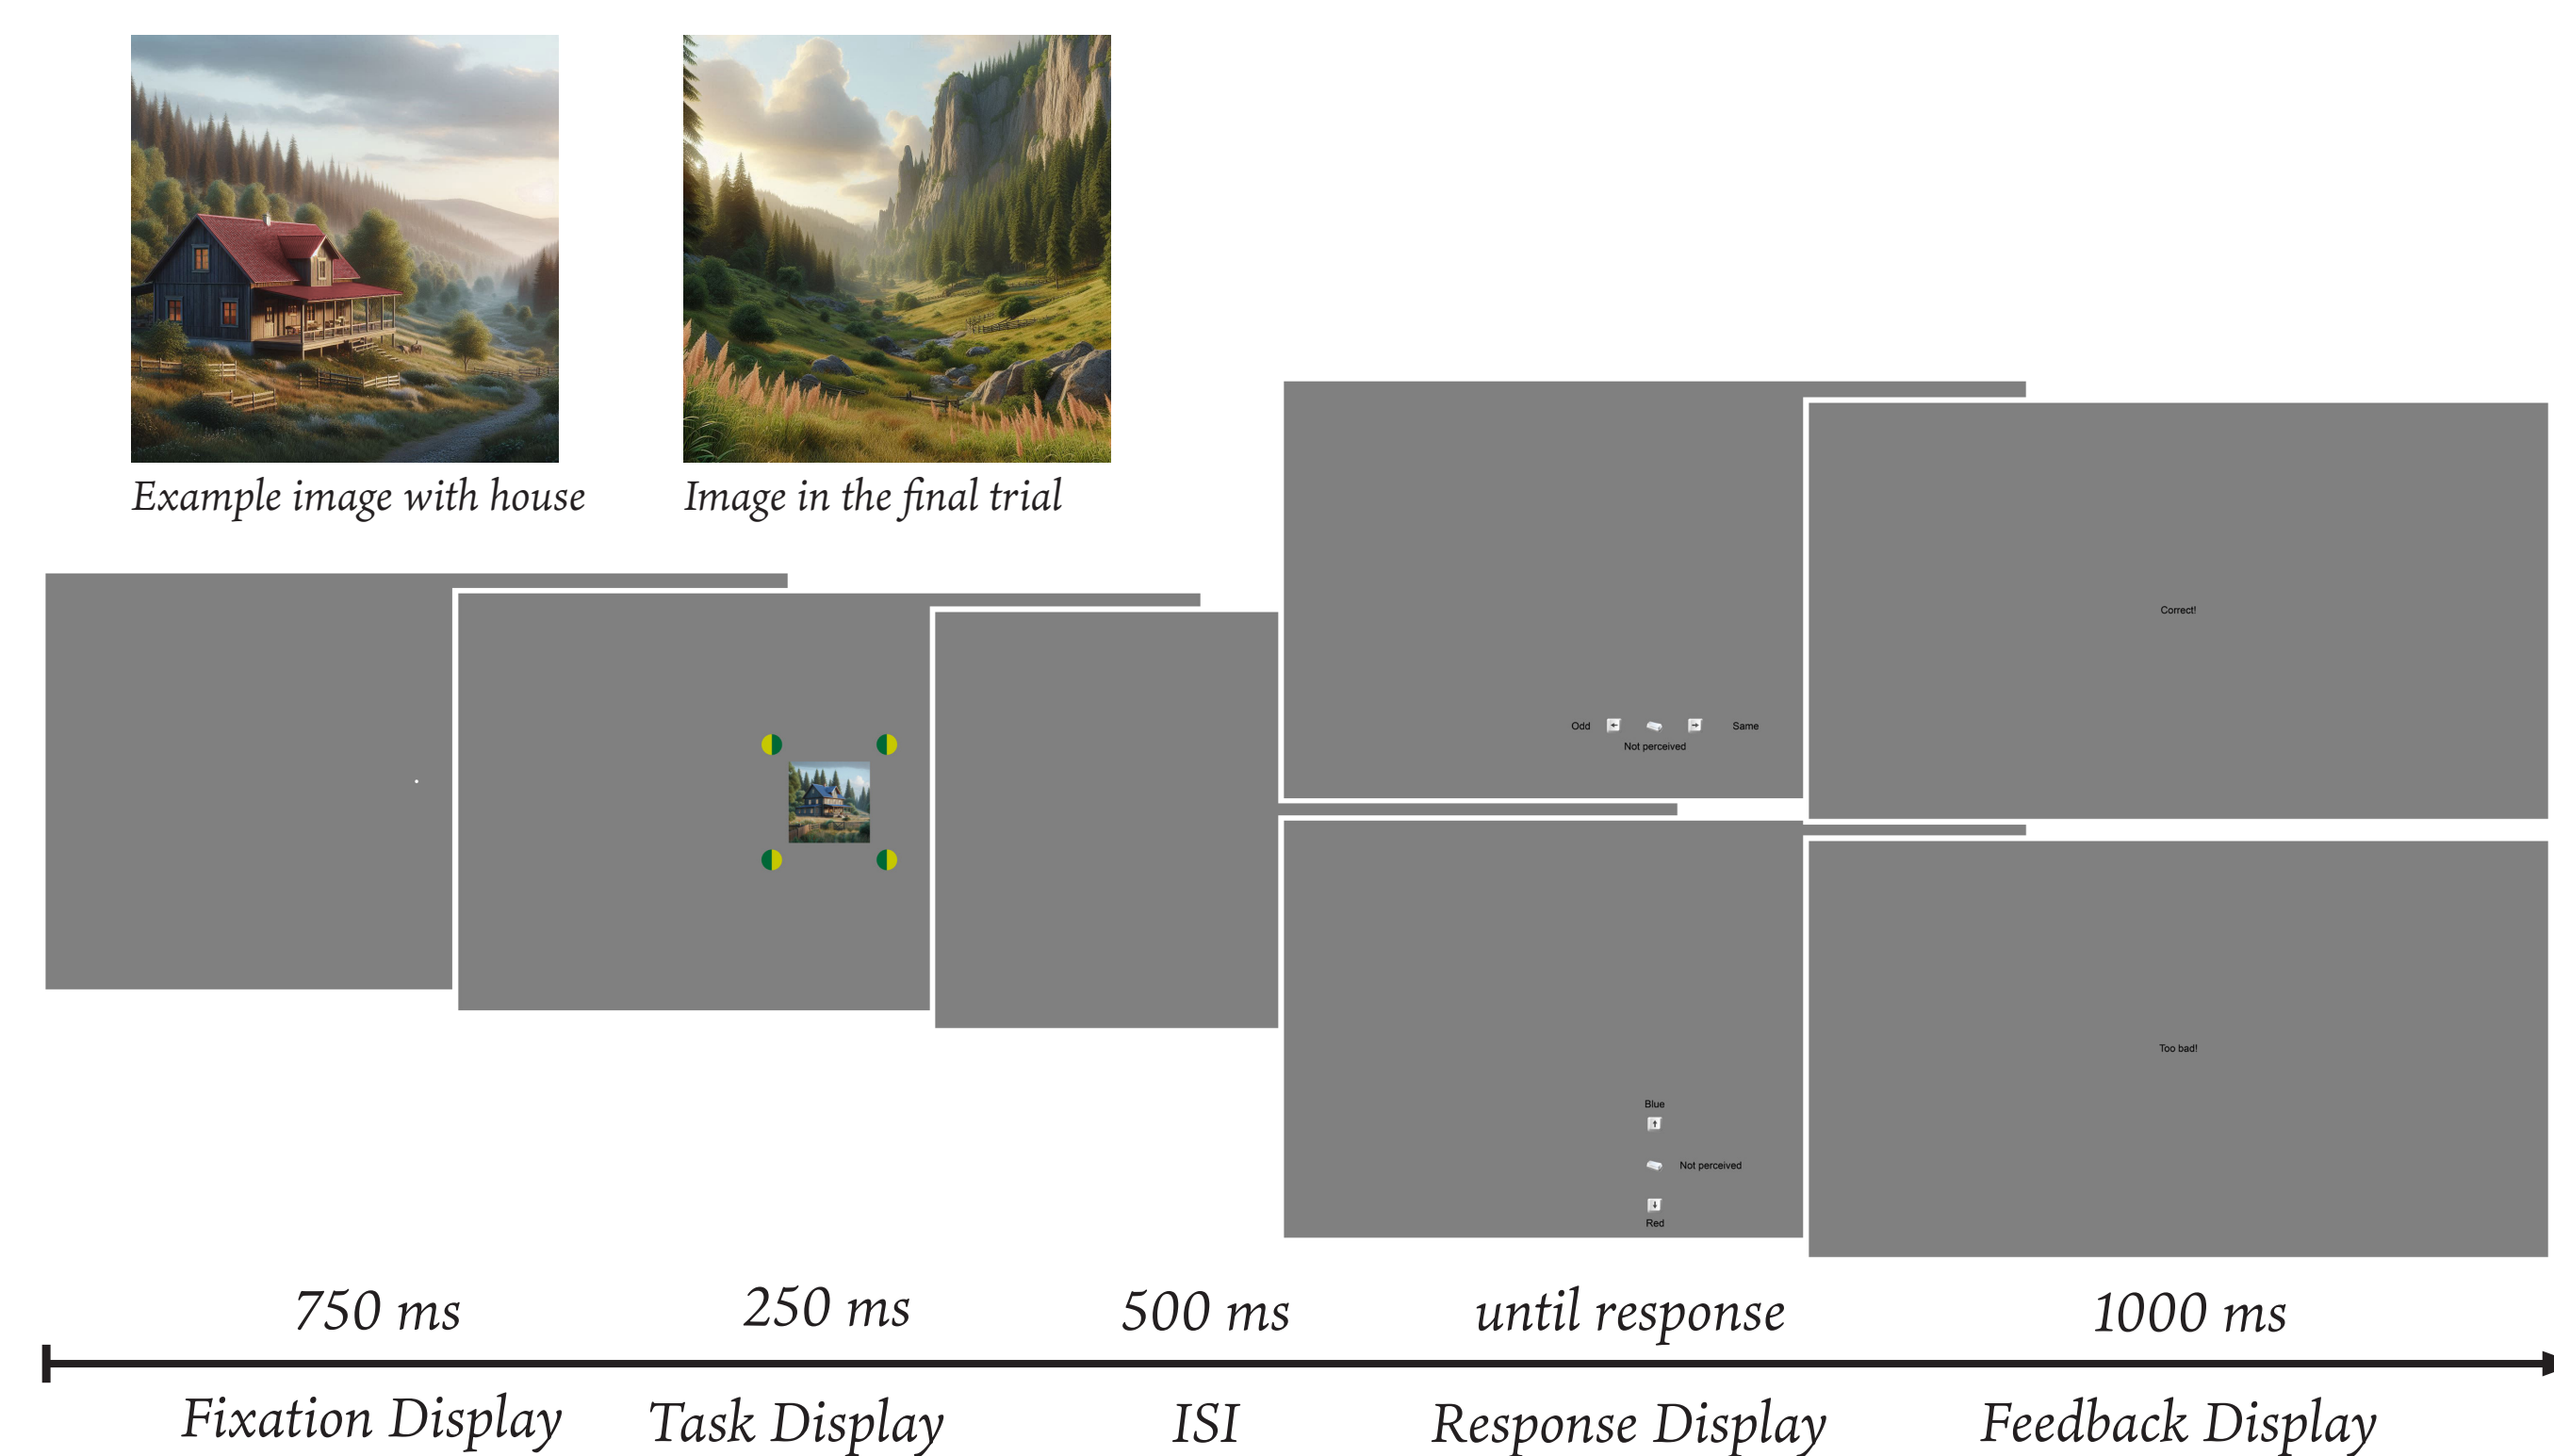 Example image with house
Image in the final trial
Odd
Same
Not perceived
Correct!
Blue
Not perceived
Red
Too bad!
750 ms
250 ms
500 ms
until response
1000 ms
Fixation Display
Task Display
ISI
Response Display
Feedback Display